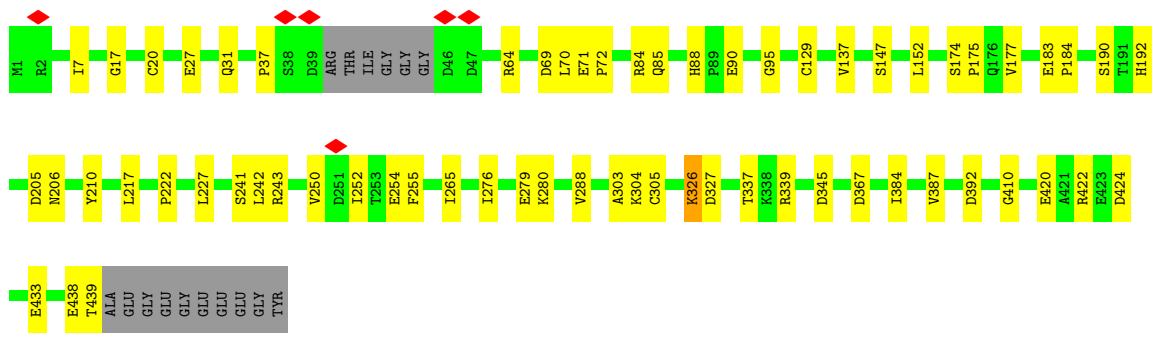 M1 R2 I7 G17 C20 E27 Q31 P37 S38 D39 ARG THR ILE GLY GLY GLY D46 D47 R64 D69 L70 E71 P72 R84 Q85 H88 P89 E90 G95 C129 V137 S147 L152 S174 P175 Q176 V177 E183 P184 S190 T191 H192
D205 N206 Y210 L217 P222 L227 S241 L242 R243 V250 D251 I252 T253 E254 F255 I265 I276 E279 K280 V288 A303 K304 C305 K326 D327 T337 K338 R339 D345 D367 I384 V387 D392 G410 E420 A421 R422 E423 D424
E433 E438 T439 ALA GLU GLY GLU GLY GLU GLU GLU GLY TYR